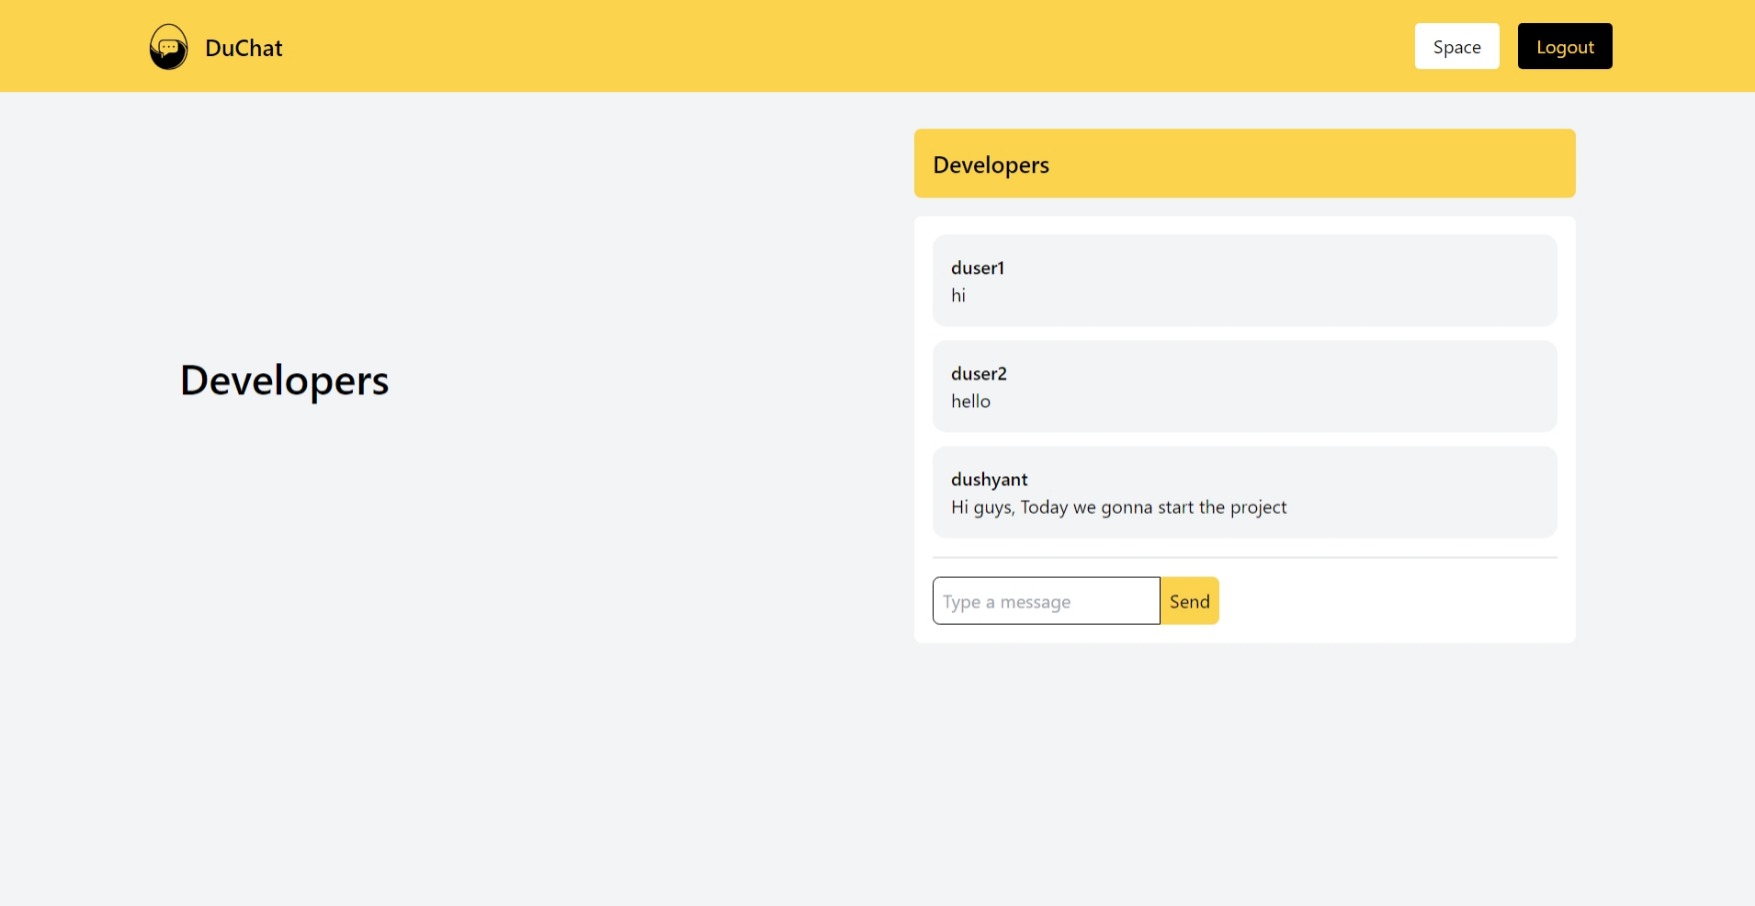 DuChat
Space
Logout
Developers
Developers
duser1
hi
duser2
hello
dushyant
Hi guys, Today we gonna start the project
Type a message
Send